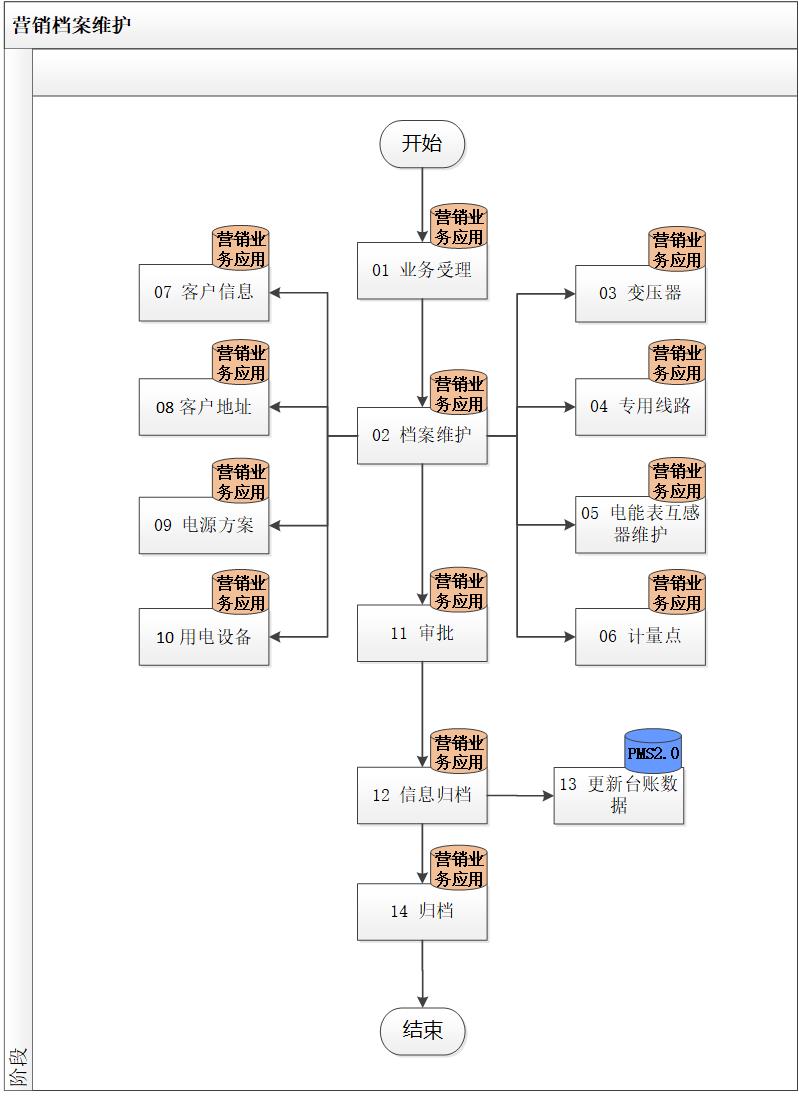 营销档案维护
开始
营销业
务应用
01 业务受理
营销业
务应用
07 客户信息
营销业
务应用
03 变压器
营销业
务应用
08 客户地址
营销业
务应用
02 档案维护
营销业
务应用
04 专用线路
营销业
务应用
09 电源方案
营销业
务应用
05 电能表互感
器维护
营销业
务应用
10 用电设备
营销业
务应用
11 审批
营销业
务应用
06 计量点
营销业
务应用
12 信息归档
PMS2.0
13 更新台账数
据
营销业
务应用
14 归档
结束
阶段